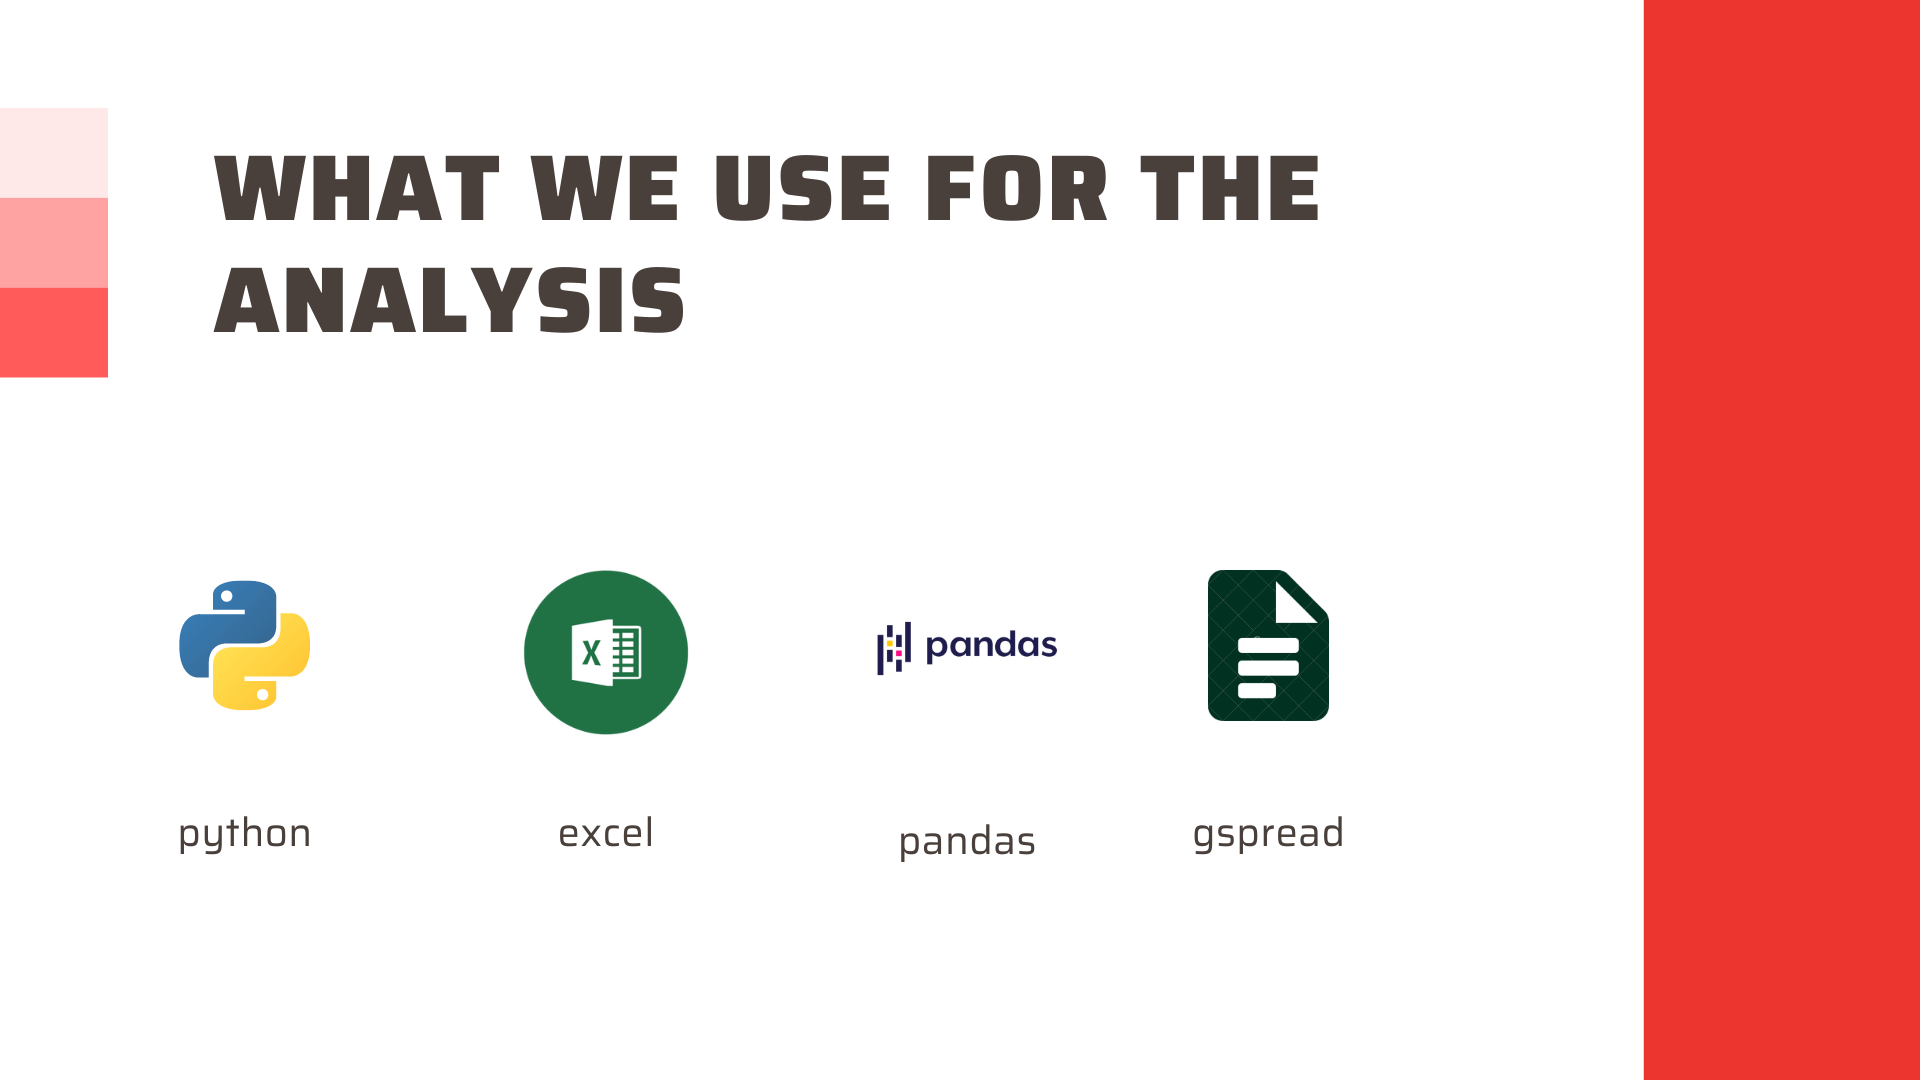 WHAT WE USE FOR THE
ANALYSIS
X
pandas
python
excel
pandas
gspread